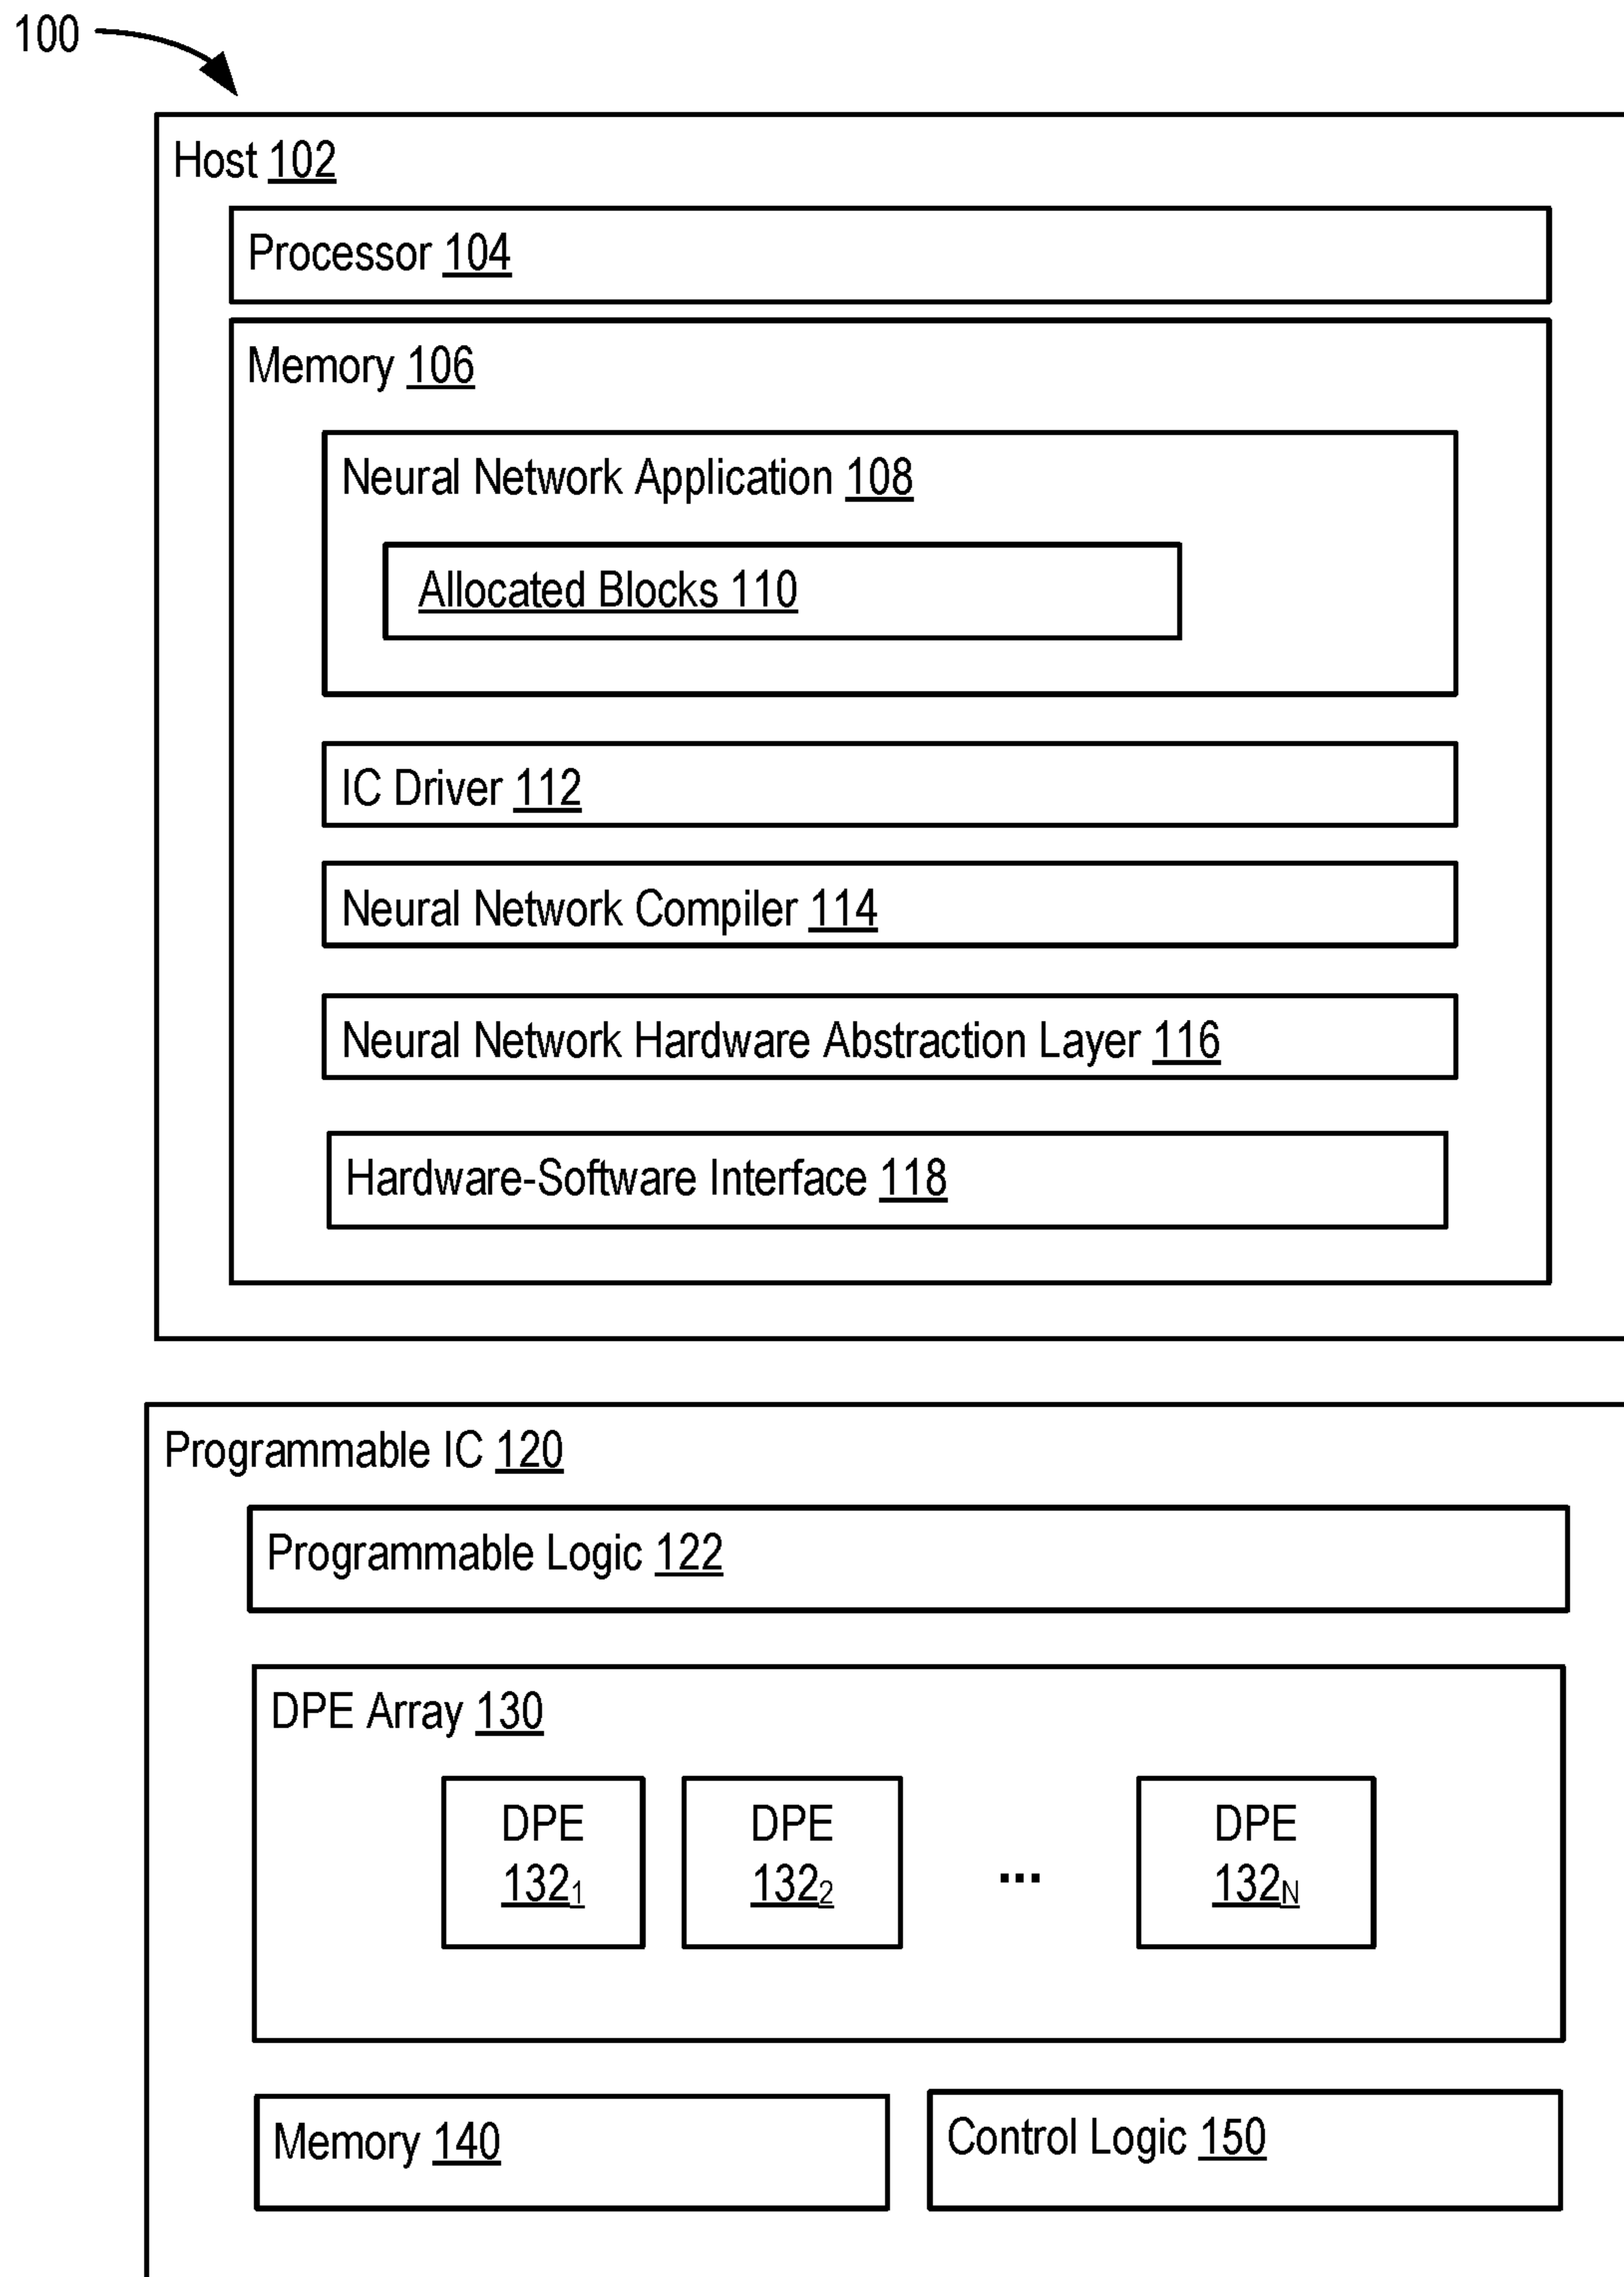 100
Host 102
Processor 104
Memory 106
Neural Network Application 108
Allocated Blocks 110
IC Driver 112
Neural Network Compiler 114
Neural Network Hardware Abstraction Layer 116
Hardware-Software Interface 118
Programmable IC 120
Programmable Logic 122
DPE Array 130
DPE DPE ... DPE
132₁ 132₂ 132N
Memory 140 Control Logic 150